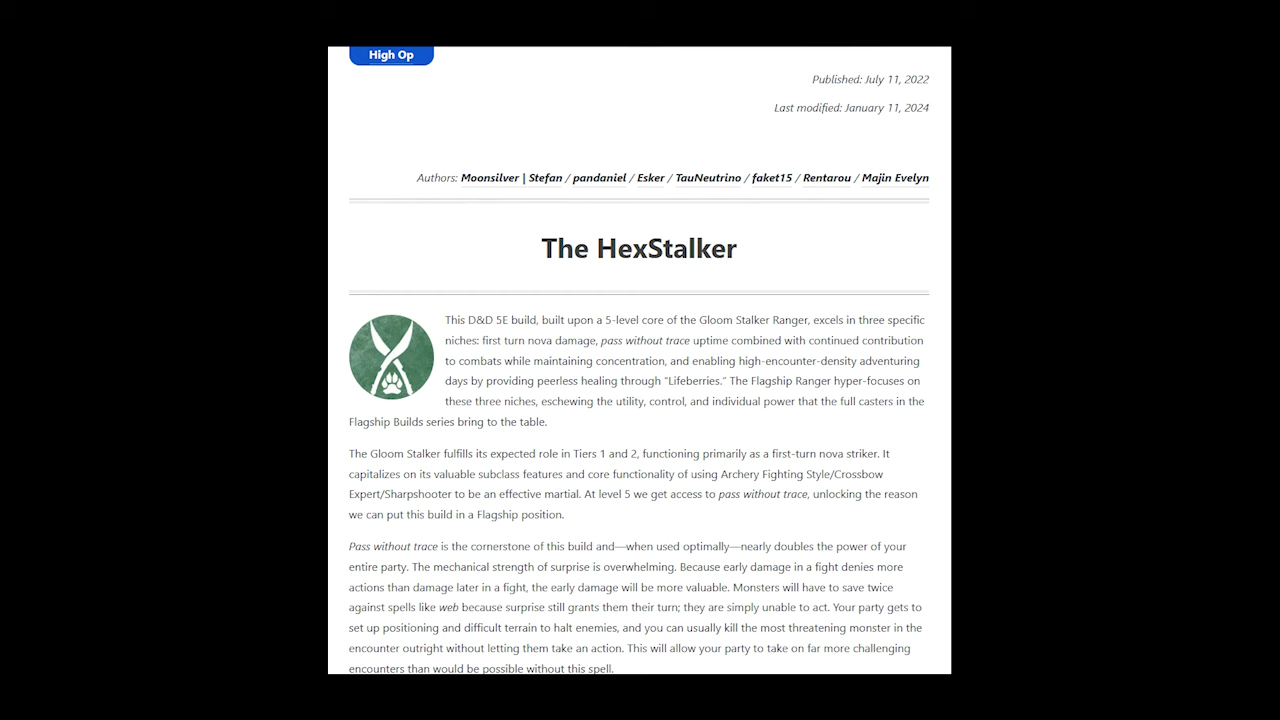 High Op
Published: July 11, 2022
Last modified: January 11, 2024
Authors: Moonsilver | Stefan / pandaniel / Esker / TauNeutrino / faket15 / Rentarou / Majin Evelyn
The HexStalker
This D&D 5E build, built upon a 5-level core of the Gloom Stalker Ranger, excels in three specific
niches: first turn nova damage, pass without trace uptime combined with continued contribution
to combats while maintaining concentration, and enabling high-encounter-density adventuring
days by providing peerless healing through “Lifeberries.” The Flagship Ranger hyper-focuses on
these three niches, eschewing the utility, control, and individual power that the full casters in the
Flagship Builds series bring to the table.
The Gloom Stalker fulfills its expected role in Tiers 1 and 2, functioning primarily as a first-turn nova striker. It
capitalizes on its valuable subclass features and core functionality of using Archery Fighting Style/Crossbow
Expert/Sharpshooter to be an effective martial. At level 5 we get access to pass without trace, unlocking the reason
we can put this build in a Flagship position.
Pass without trace is the cornerstone of this build and—when used optimally—nearly doubles the power of your
entire party. The mechanical strength of surprise is overwhelming. Because early damage in a fight denies more
actions than damage later in a fight, the early damage will be more valuable. Monsters will have to save twice
against spells like web because surprise still grants them their turn; they are simply unable to act. Your party gets to
set up positioning and difficult terrain to halt enemies, and you can usually kill the most threatening monster in the
encounter outright without letting them take an action. This will allow your party to take on far more challenging
encounters than would be possible without this spell.